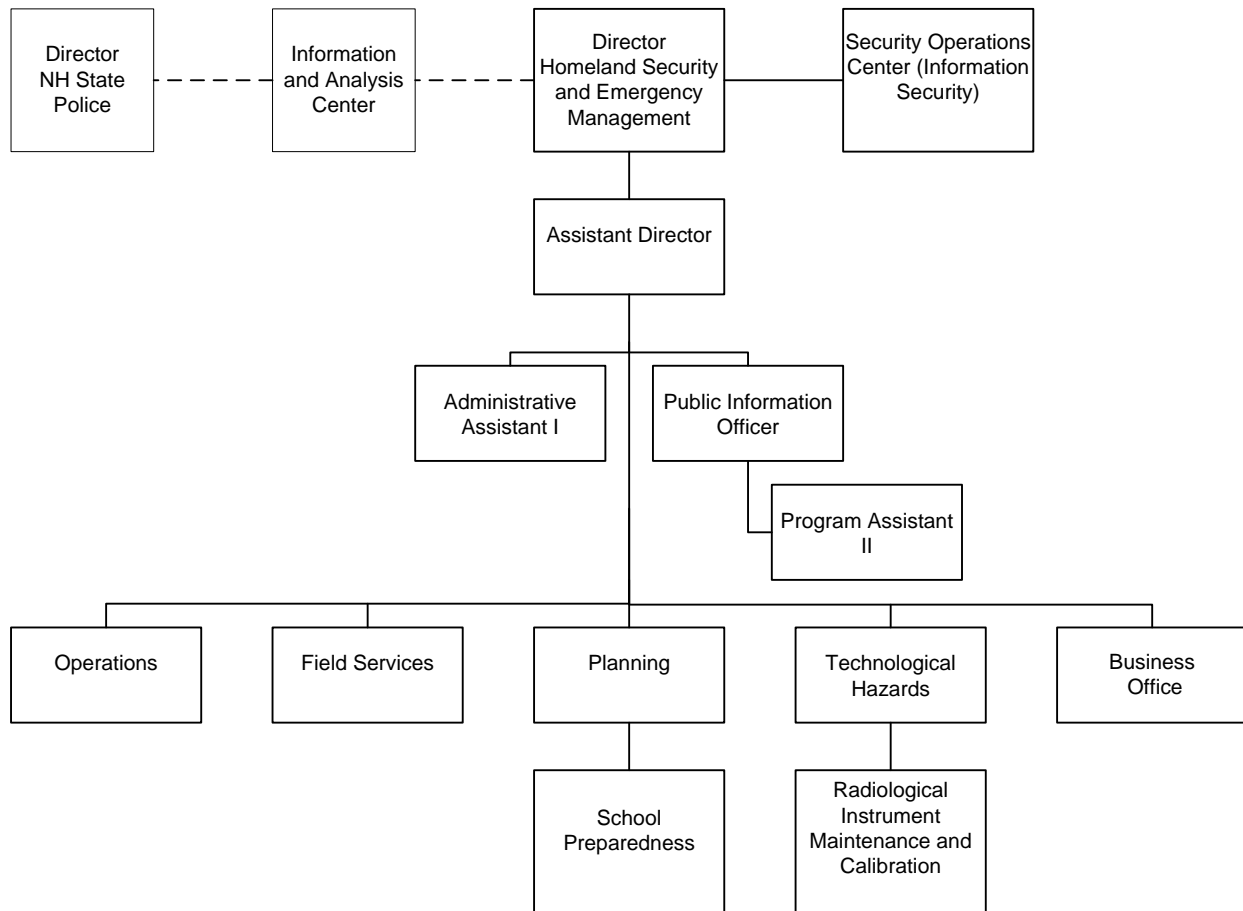 Director
NH State
Police
Information
and Analysis
Center
Director
Homeland Security
and Emergency
Management
Security Operations
Center (Information
Security)
Assistant Director
Administrative
Assistant I
Public Information
Officer
Program Assistant
II
Operations
Field Services
Planning
Technological
Hazards
Business
Office
School
Preparedness
Radiological
Instrument
Maintenance and
Calibration